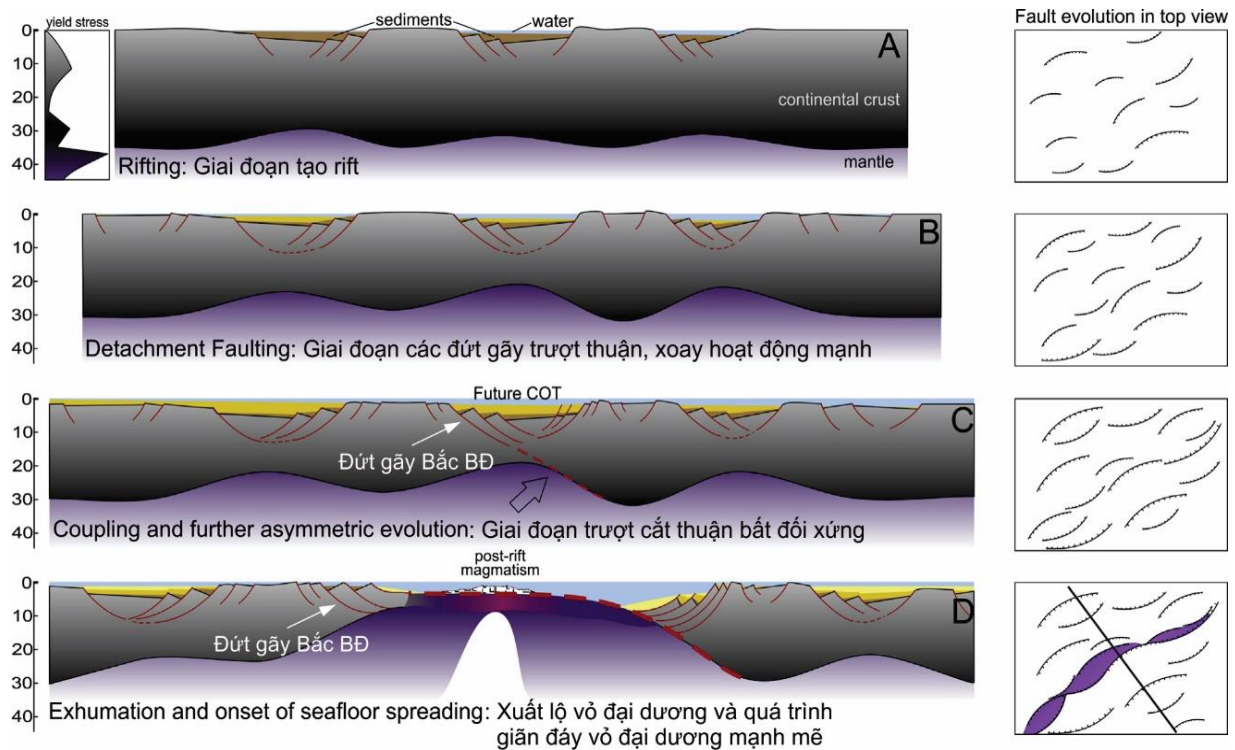 yield stress
sediments
water
Fault evolution in top view
0
10
20
30
40
A
continental crust
mantle
Rifting: Giai đoạn tạo rift
0
10
20
30
40
B
Detachment Faulting: Giai đoạn các đứt gãy trượt thuận, xoay hoạt động mạnh
0
10
20
30
40
Future COT
C
Đứt gãy Bắc BĐ
Coupling and further asymmetric evolution: Giai đoạn trượt cắt thuận bất đối xứng
post-rift
magmatism
0
10
20
30
40
D
Đứt gãy Bắc BĐ
Exhumation and onset of seafloor spreading: Xuất lộ vỏ đại dương và quá trình
giãn đáy vỏ đại dương mạnh mẽ